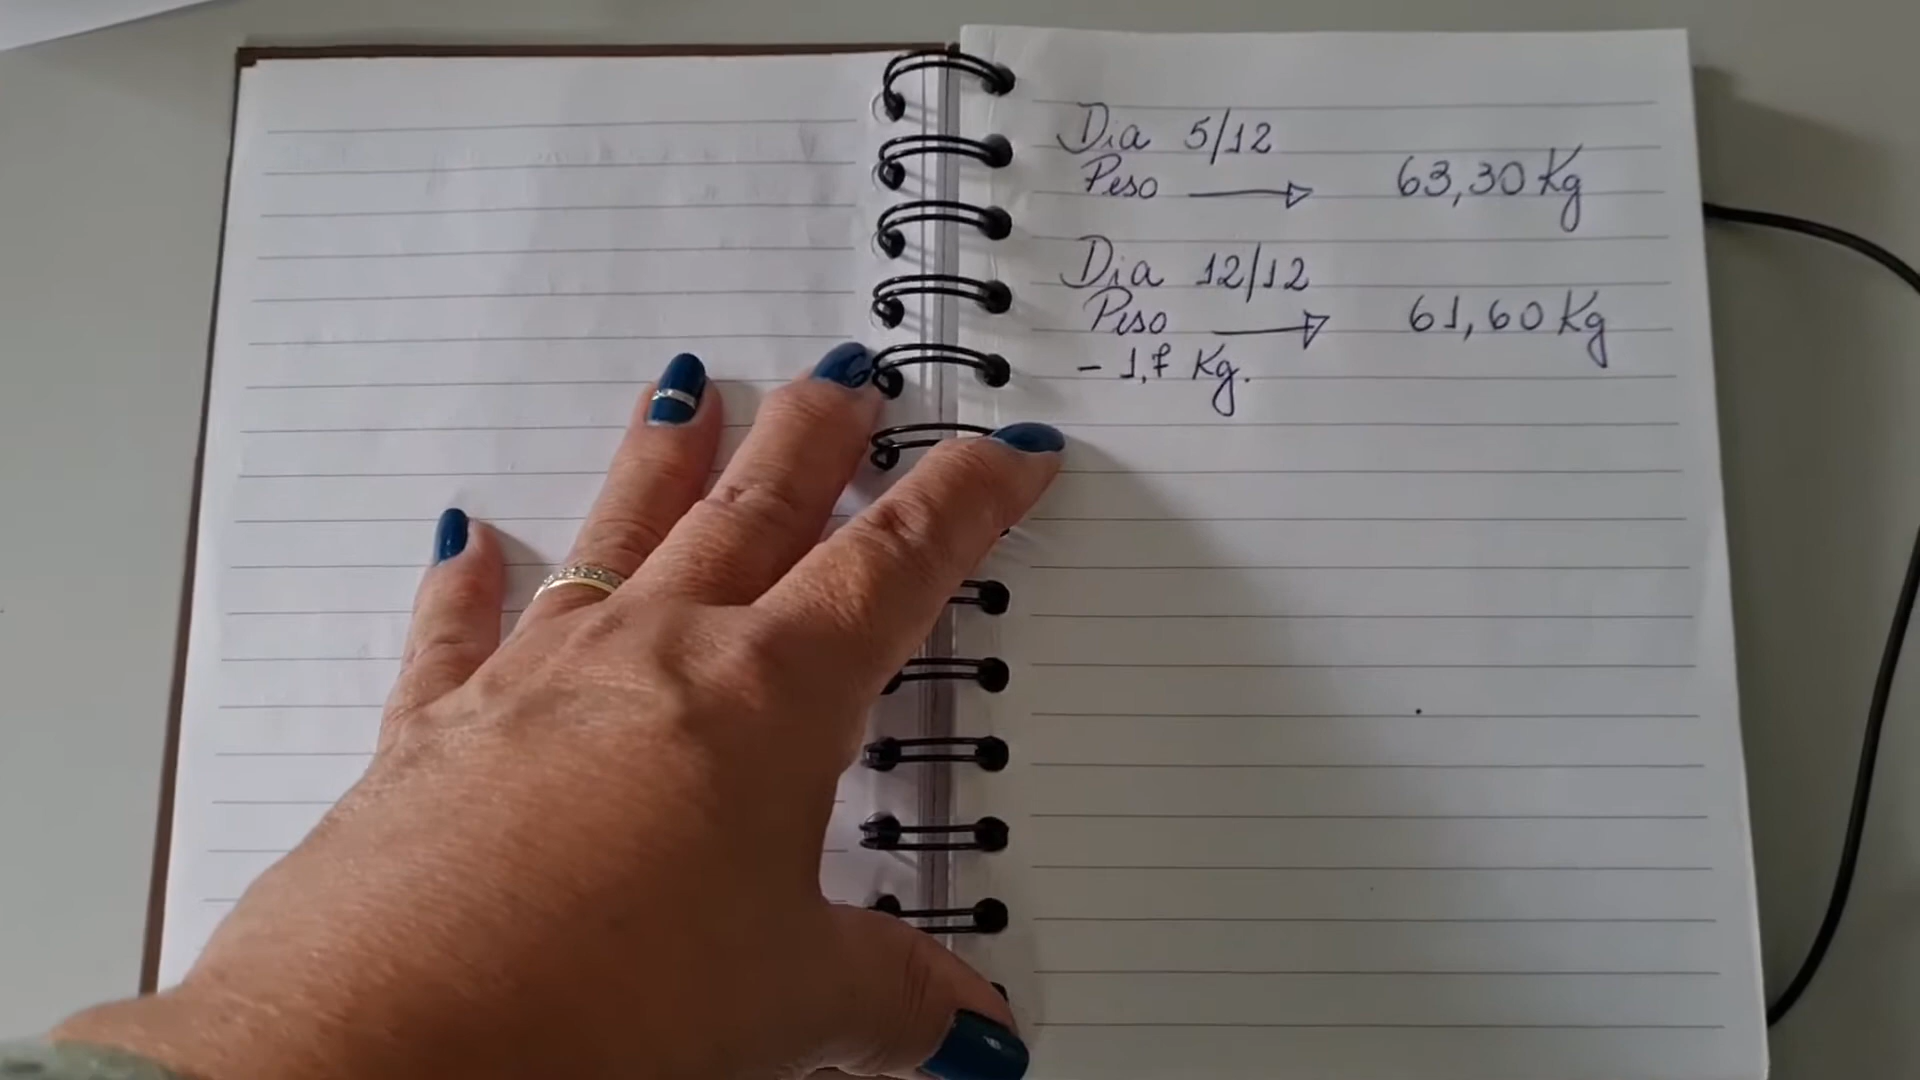 Dia 5/12
Peso → 63,30 Kg
Dia 12/12
Peso → 61,60 Kg
- 1,7 Kg.